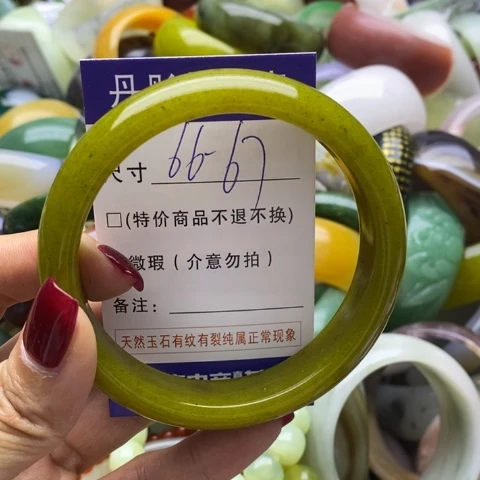 尺寸 66-67
□(特价商品不退不换)
微瑕（介意勿拍）
备注：
天然玉石有纹有裂纯属正常现象